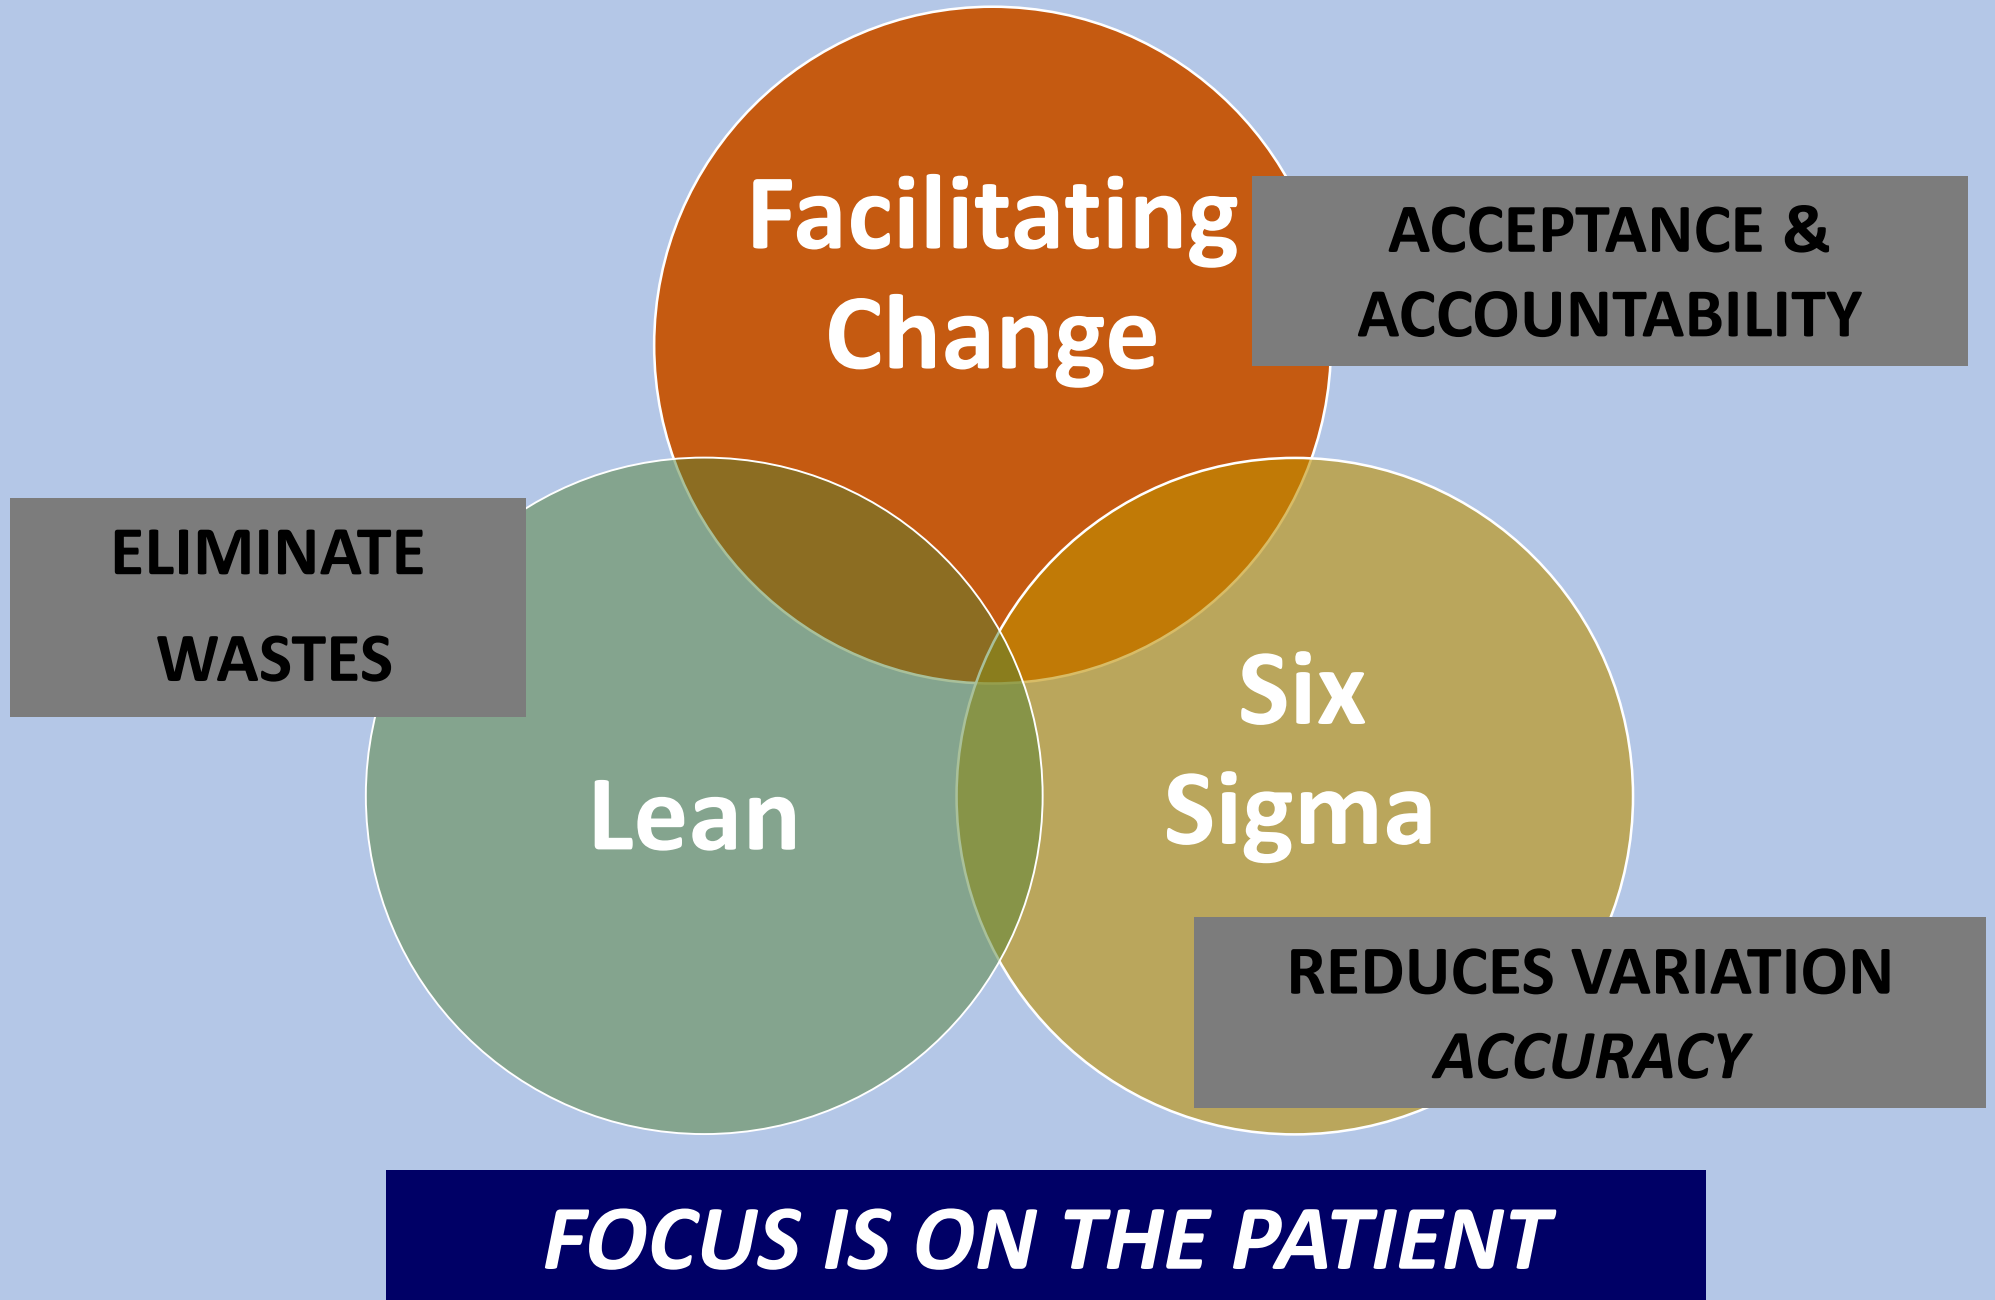 Facilitating
Change
ACCEPTANCE &
ACCOUNTABILITY
ELIMINATE
WASTES
Lean
Six
Sigma
REDUCES VARIATION
ACCURACY
FOCUS IS ON THE PATIENT